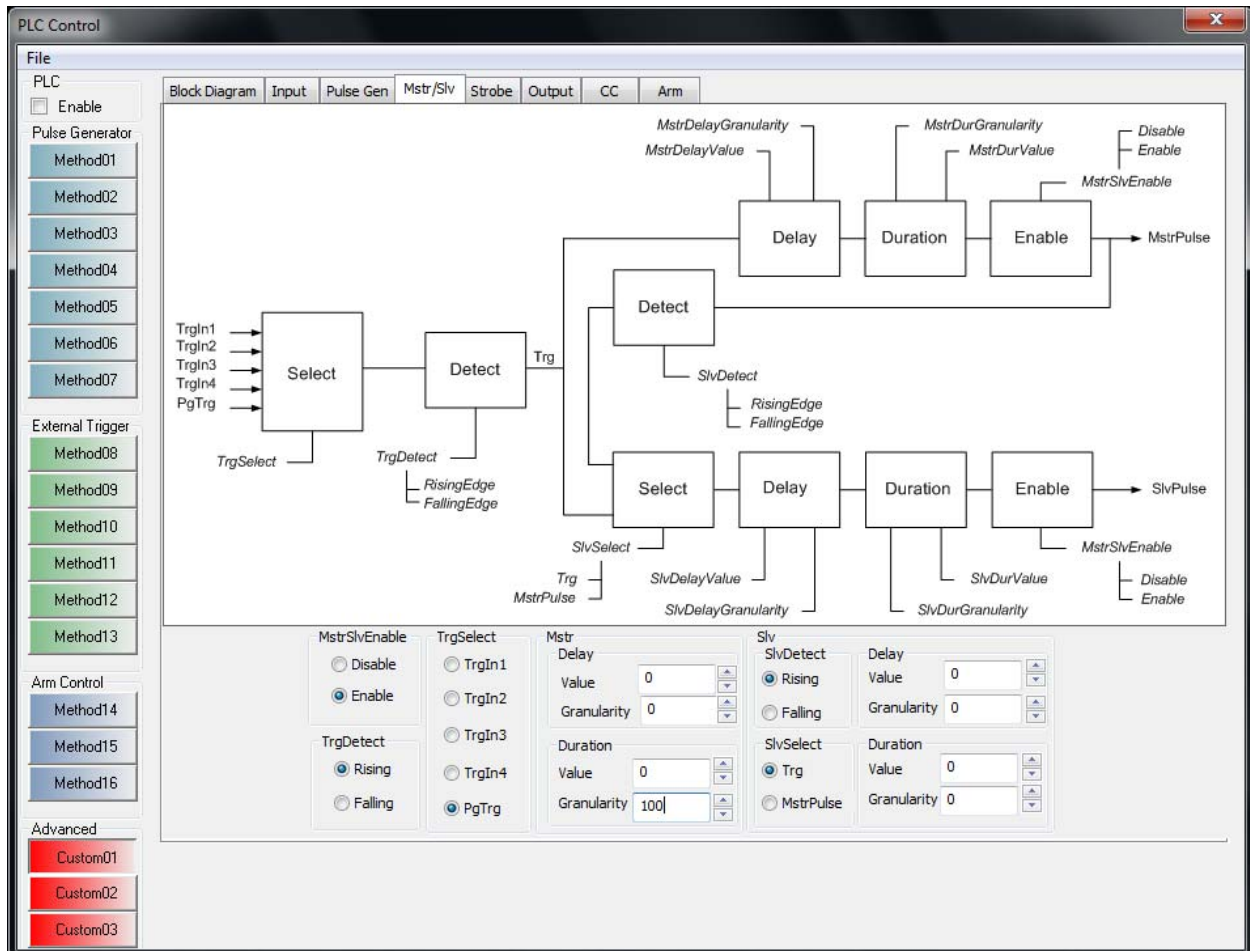 PLC Control
File
PLC
Enable
Pulse Generator
Method01
Method02
Method03
Method04
Method05
Method06
Method07
External Trigger
Method08
Method09
Method10
Method11
Method12
Method13
Arm Control
Method14
Method15
Method16
Advanced
Custom01
Custom02
Custom03
Block Diagram Input Pulse Gen Mstr/Slv Strobe Output CC Arm
MstrDelayGranularity
MstrDelayValue
MstrDurGranularity
MstrDurValue
Disable
Enable
MstrSlvEnable
Delay
Duration
Enable
MstrPulse
Detect
SlvDetect
RisingEdge
FallingEdge
TrgIn1
TrgIn2
TrgIn3
TrgIn4
PgTrg
Select
TrgSelect
Detect
Trg
TrgDetect
RisingEdge
FallingEdge
Select
Delay
Duration
Enable
SlvPulse
SlvSelect
Trg
MstrPulse
SlvDelayValue
SlvDelayGranularity
SlvDurValue
SlvDurGranularity
MstrSlvEnable
Disable
Enable
MstrSlvEnable
Disable
Enable
TrgDetect
Rising
Falling
TrgSelect
TrgIn1
TrgIn2
TrgIn3
TrgIn4
PgTrg
Mstr
Delay
Value 0
Granularity 0
Duration
Value 0
Granularity 100
Slv
SlvDetect
Rising
Falling
SlvSelect
Trg
MstrPulse
Delay
Value 0
Granularity 0
Duration
Value 0
Granularity 0